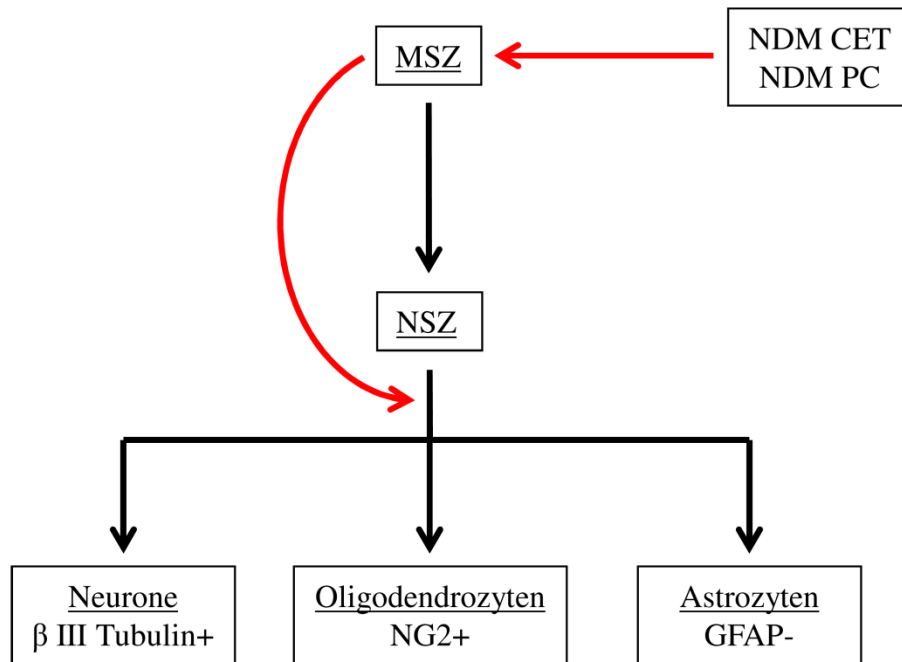 MSZ
NDM CET
NDM PC
NSZ
Neurone
β III Tubulin+
Oligodendrozyten
NG2+
Astrozyten
GFAP-